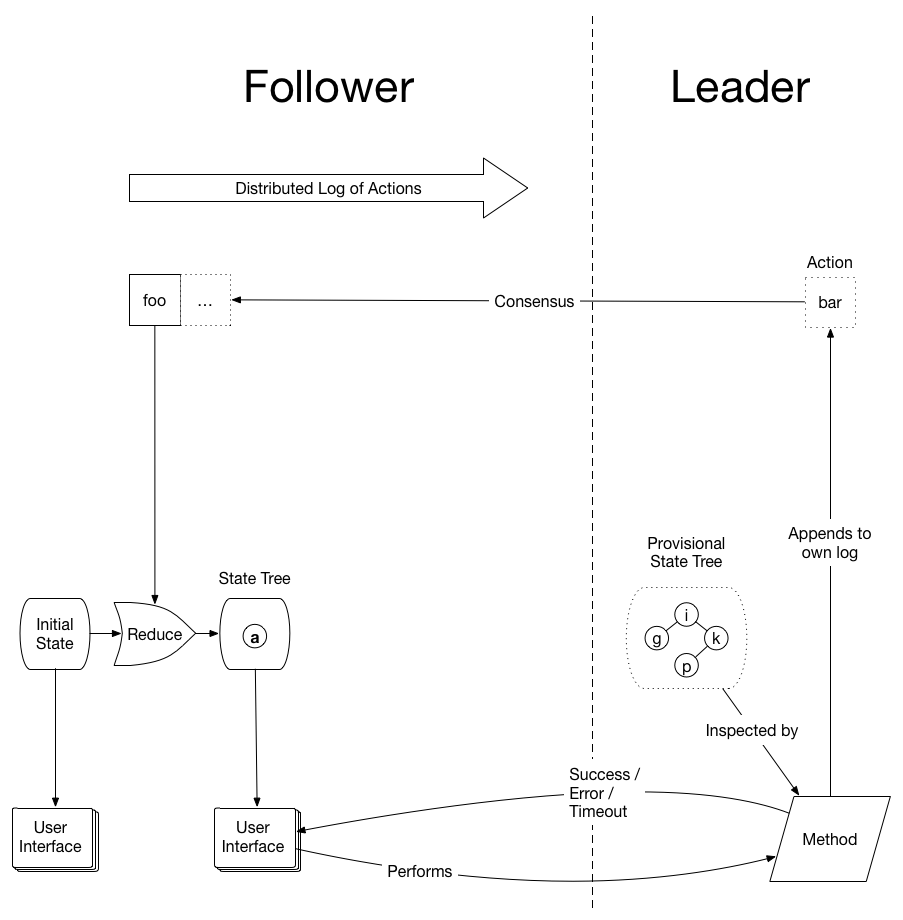 Follower
Leader
Distributed Log of Actions
Action
foo
...
Consensus
bar
Appends to
own log
Provisional
State Tree
State Tree
Initial
State
Reduce
a
i
g
k
p
Inspected by
Success /
Error /
Timeout
User
Interface
User
Interface
Method
Performs